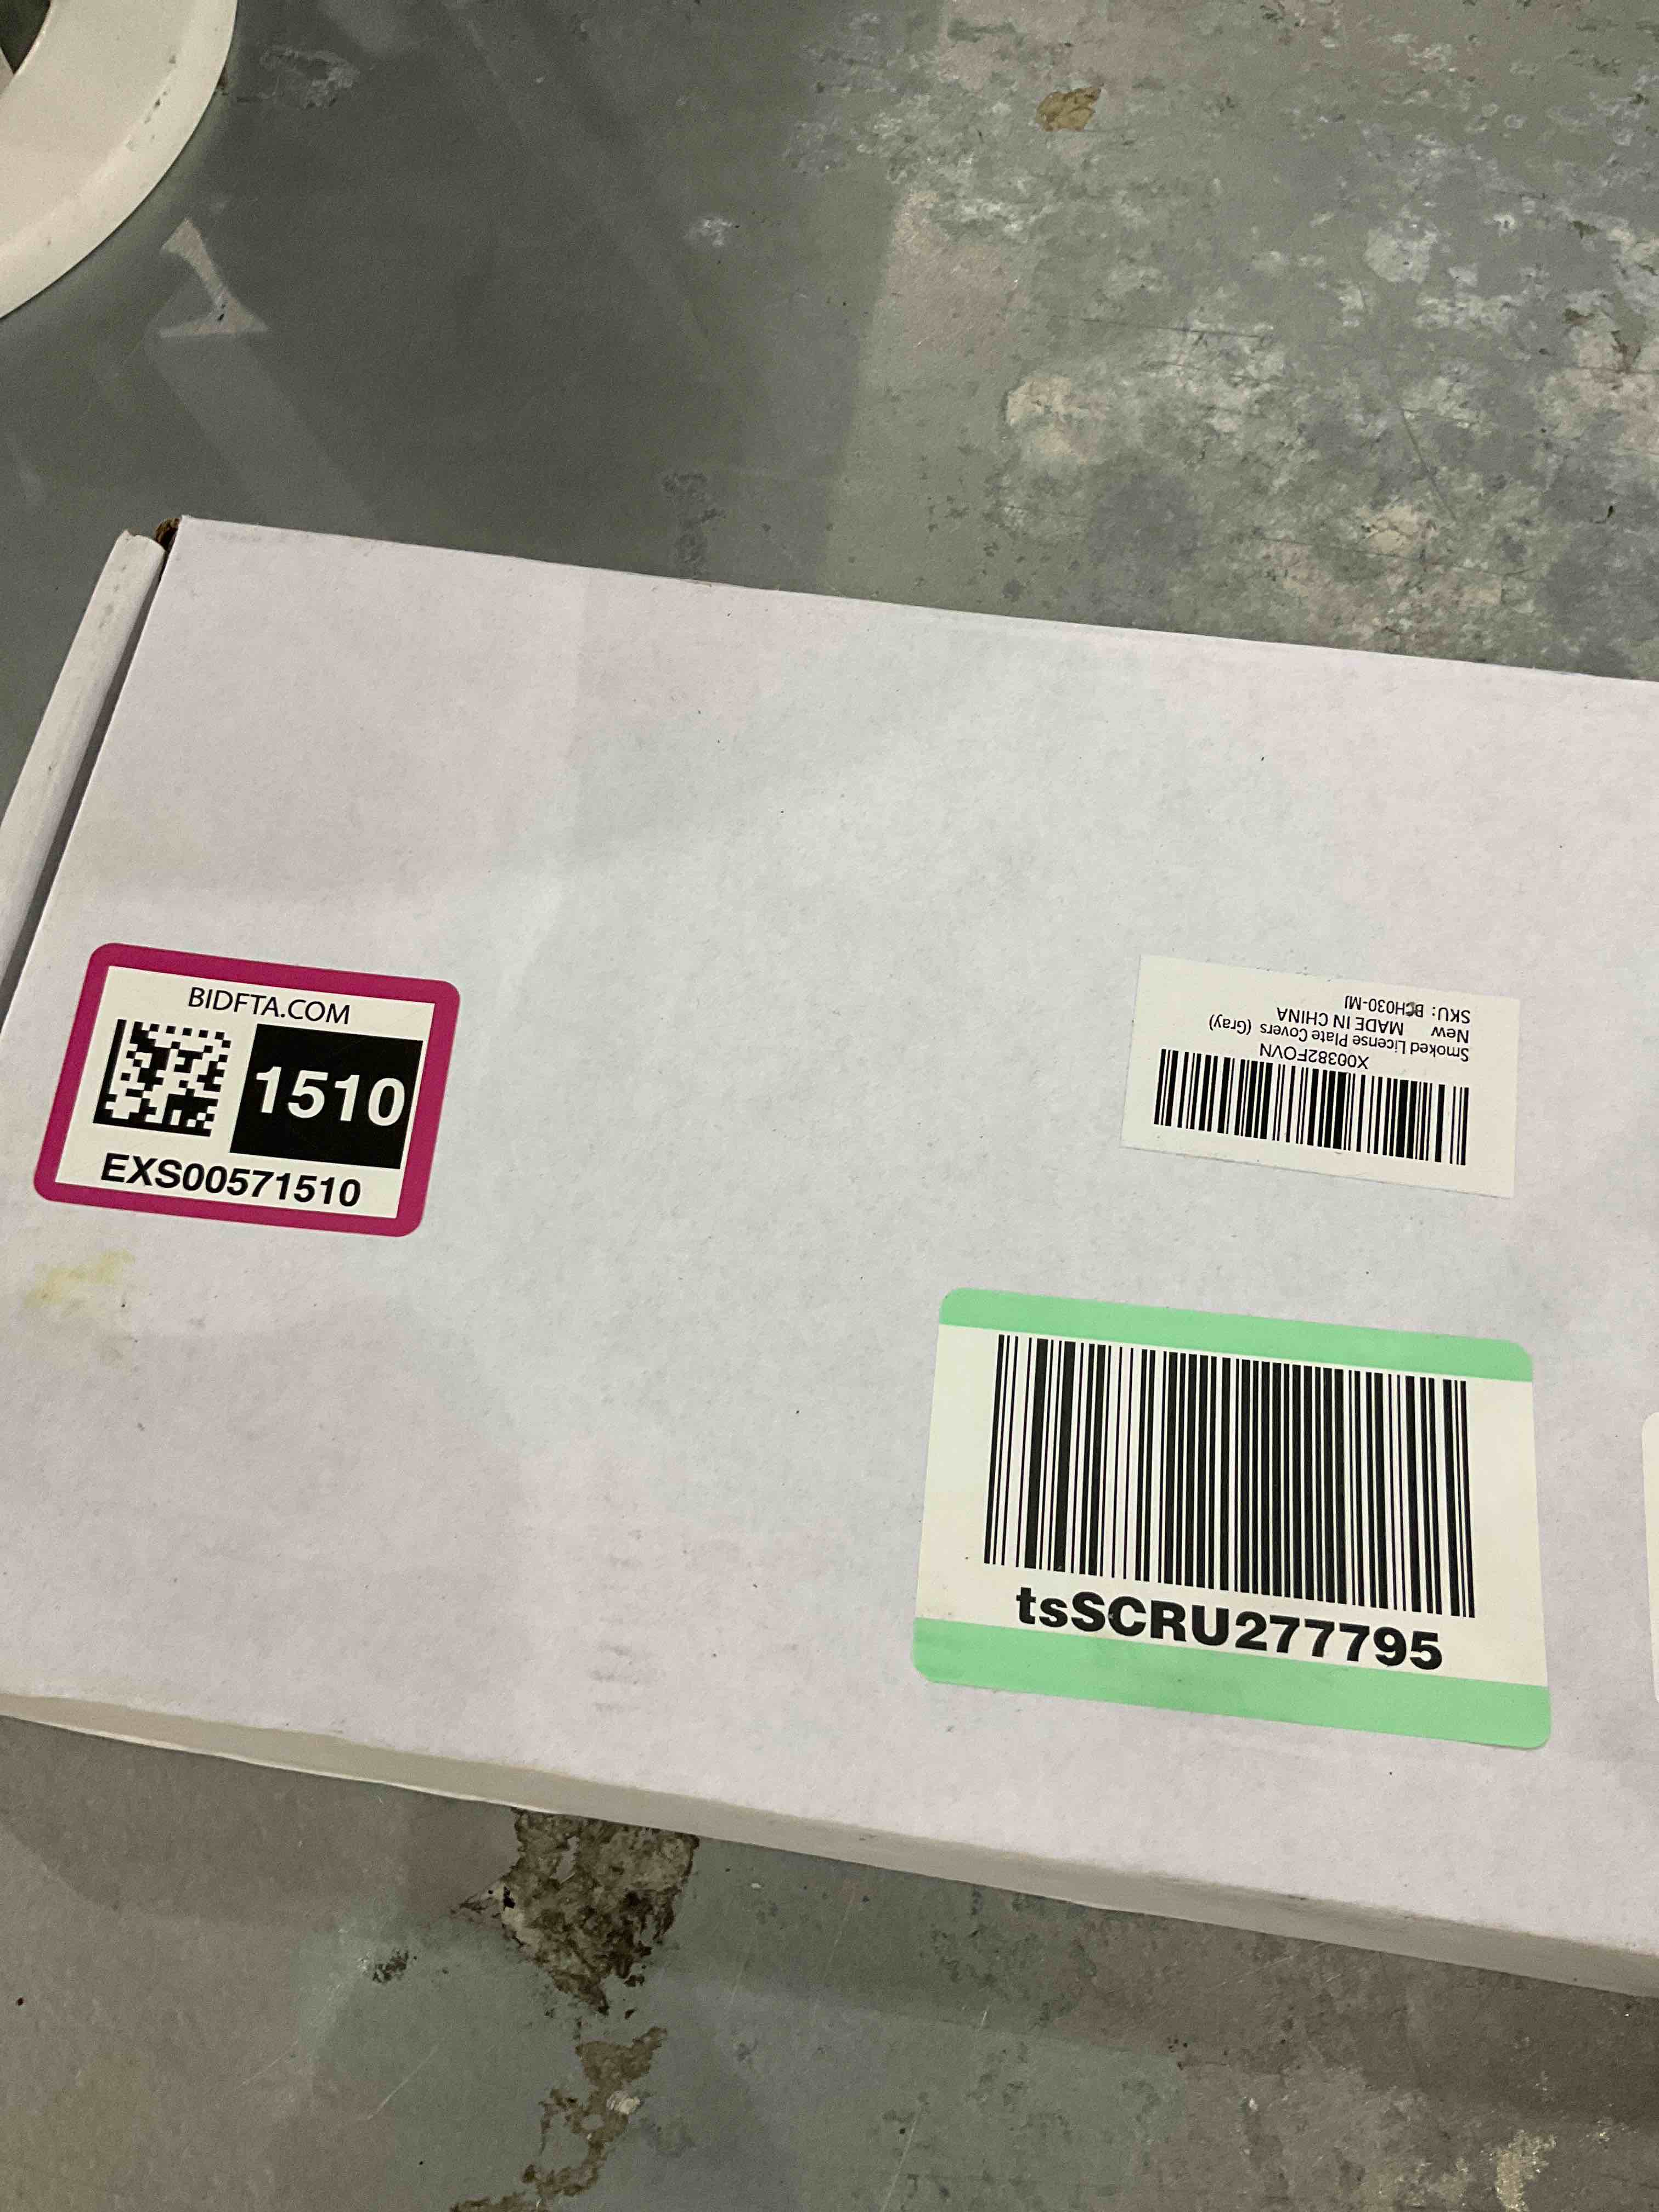 BIDFTA.COM
1510
EXS00571510
X00382FOVN
Smoked License Plate Covers (Gray)
New MADE IN CHINA
SKU: BCH030-MJ
tsSCRU277795